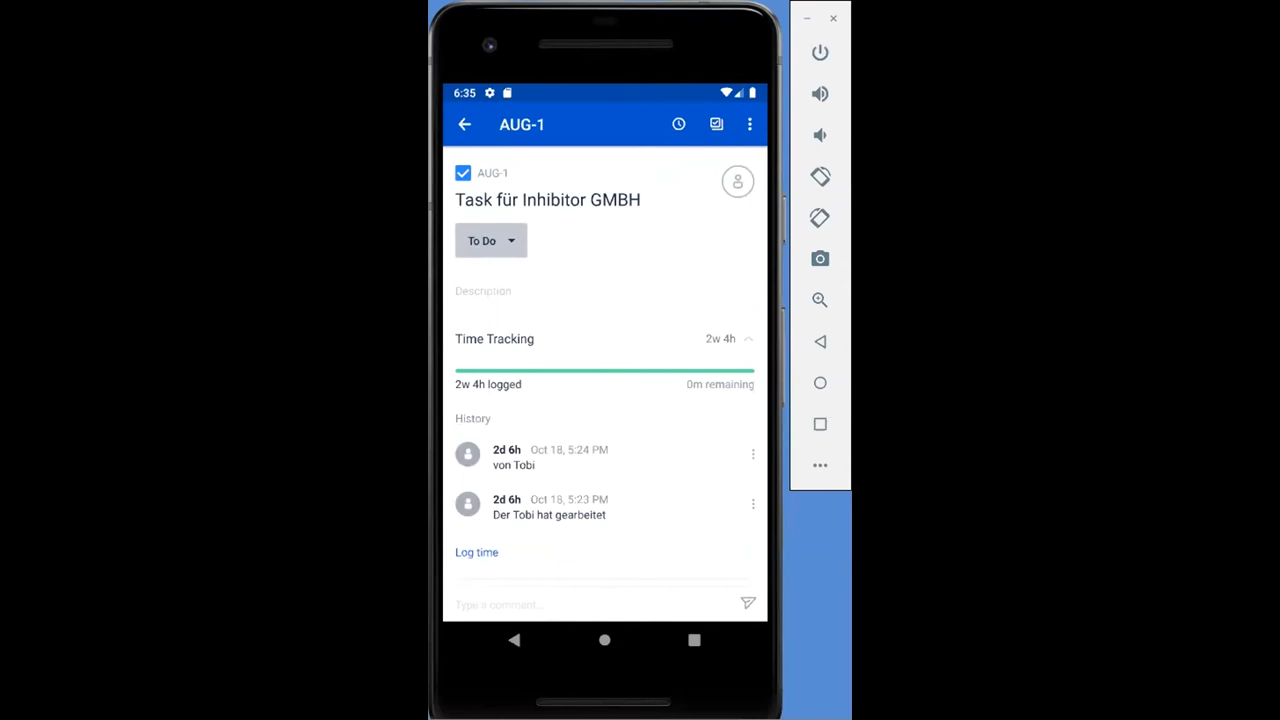 6:35
AUG-1
AUG-1
Task für Inhibitor GMBH
To Do
Description
Time Tracking 2w 4h
2w 4h logged 0m remaining
History
2d 6h Oct 18, 5:24 PM
von Tobi
2d 6h Oct 18, 5:23 PM
Der Tobi hat gearbeitet
Log time
Type a comment...